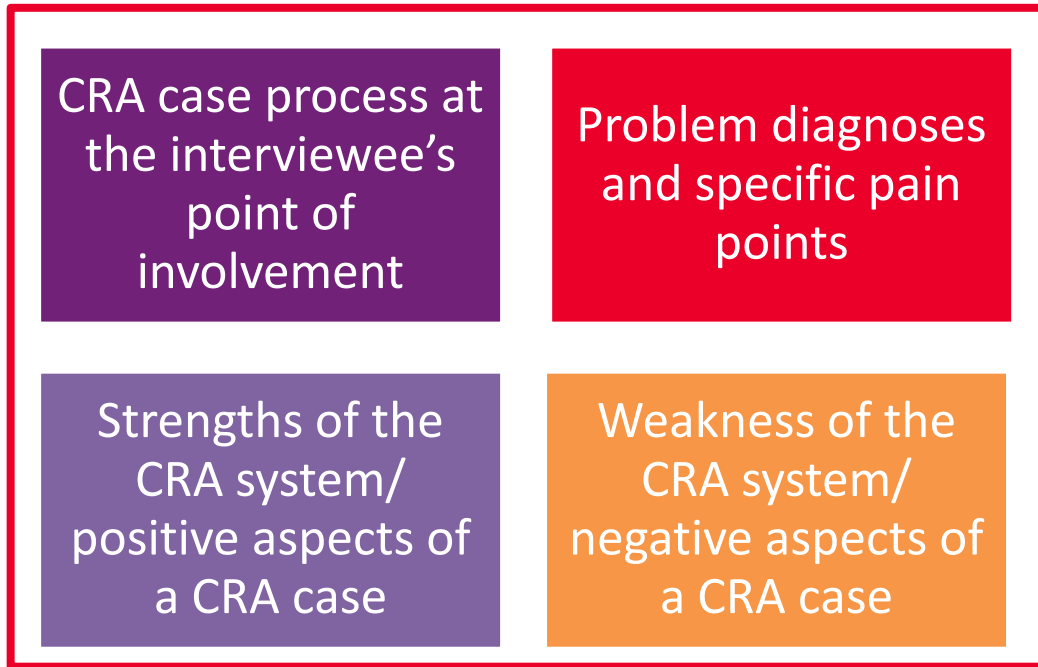 CRA case process at
the interviewee’s
point of
involvement
Problem diagnoses
and specific pain
points
Strengths of the
CRA system/
positive aspects of
a CRA case
Weakness of the
CRA system/
negative aspects of
a CRA case